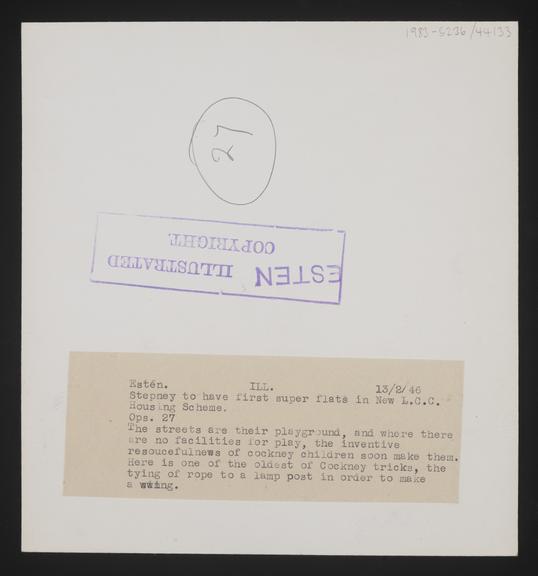 1983-5236/44133
27
ESTEN ILLUSTRATED
COPYRIGHT.
Estén. ILL. 13/2/46
Stepney to have first super flats in New L.C.C.
Housing Scheme.
Ops. 27
The streets are their playground, and where there
are no facilities for play, the inventive
resoucefulnews of cockney children soon make them.
Here is one of the oldest of Cockney tricks, the
tying of rope to a lamp post in order to make
a swing.